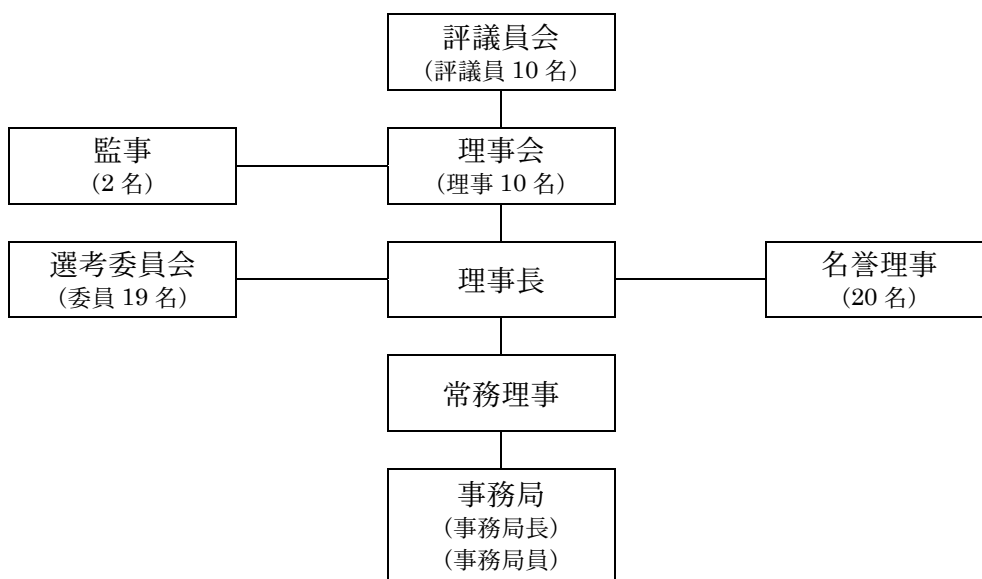 評議員会
(評議員 10 名)
監事
(2 名)
理事会
(理事 10 名)
選考委員会
(委員 19 名)
理事長
名誉理事
(20 名)
常務理事
事務局
(事務局長)
(事務局員)